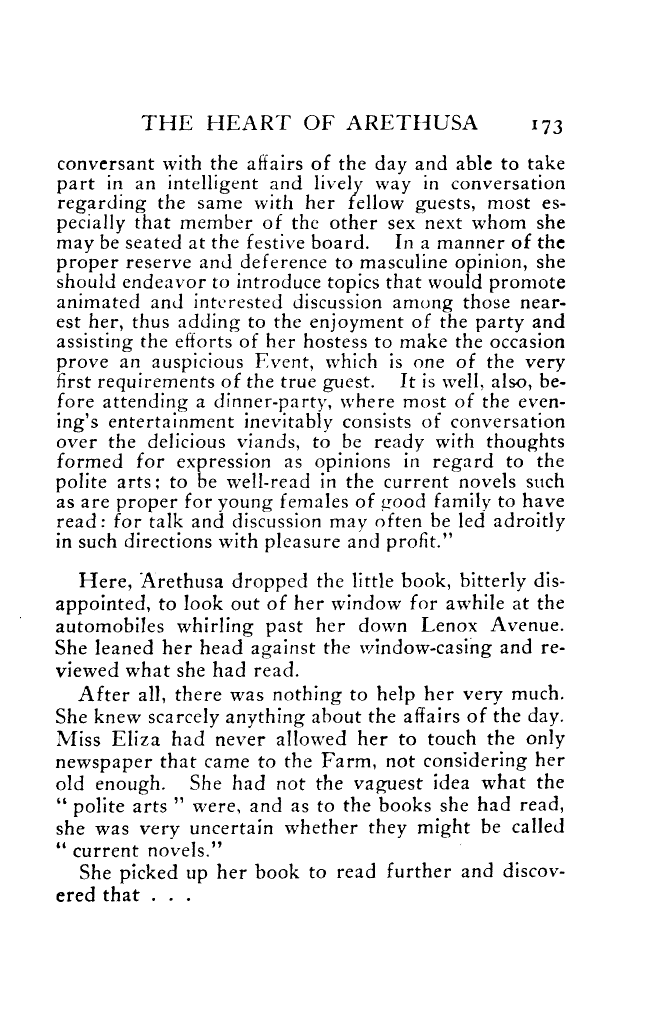 THE HEART OF ARETHUSA 173
conversant with the affairs of the day and able to take
part in an intelligent and lively way in conversation
regarding the same with her fellow guests, most es-
pecially that member of the other sex next whom she
may be seated at the festive board. In a manner of the
proper reserve and deference to masculine opinion, she
should endeavor to introduce topics that would promote
animated and interested discussion among those near-
est her, thus adding to the enjoyment of the party and
assisting the efforts of her hostess to make the occasion
prove an auspicious Event, which is one of the very
first requirements of the true guest. It is well, also, be-
fore attending a dinner-party, where most of the even-
ing's entertainment inevitably consists of conversation
over the delicious viands, to be ready with thoughts
formed for expression as opinions in regard to the
polite arts; to be well-read in the current novels such
as are proper for young females of good family to have
read: for talk and discussion may often be led adroitly
in such directions with pleasure and profit."
Here, Arethusa dropped the little book, bitterly dis-
appointed, to look out of her window for awhile at the
automobiles whirling past her down Lenox Avenue.
She leaned her head against the window-casing and re-
viewed what she had read.
After all, there was nothing to help her very much.
She knew scarcely anything about the affairs of the day.
Miss Eliza had never allowed her to touch the only
newspaper that came to the Farm, not considering her
old enough. She had not the vaguest idea what the
" polite arts " were, and as to the books she had read,
she was very uncertain whether they might be called
" current novels."
She picked up her book to read further and discov-
ered that . . .